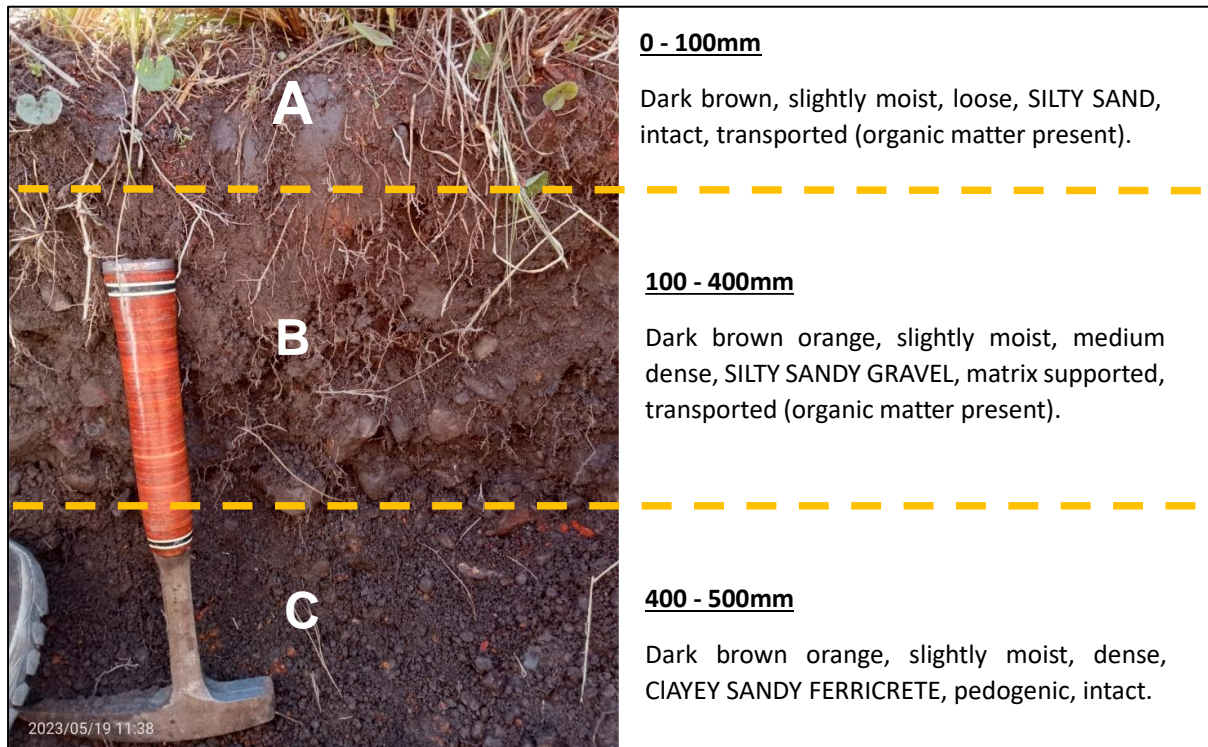 A
0 - 100mm
Dark brown, slightly moist, loose, SILTY SAND,
intact, transported (organic matter present).
B
100 - 400mm
Dark brown orange, slightly moist, medium
dense, SILTY SANDY GRAVEL, matrix supported,
transported (organic matter present).
C
400 - 500mm
Dark brown orange, slightly moist, dense,
ClAYEY SANDY FERRICRETE, pedogenic, intact.
2023/05/19 11:38